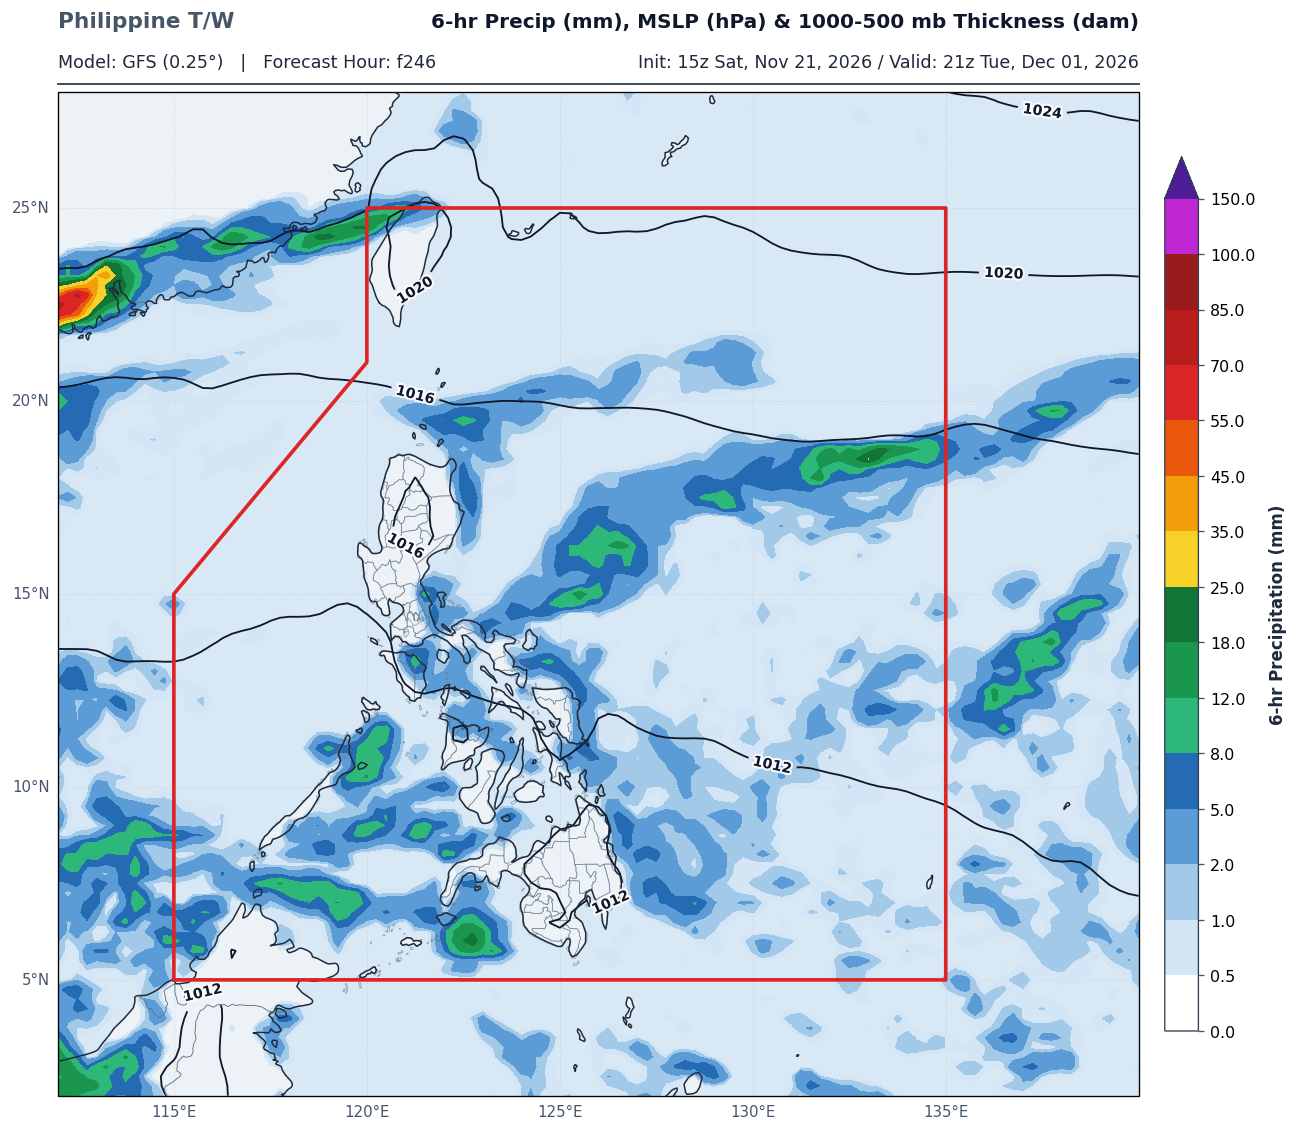 Philippine T/W
6-hr Precip (mm), MSLP (hPa) & 1000-500 mb Thickness (dam)
Model: GFS (0.25°) | Forecast Hour: f246
Init: 15z Sat, Nov 21, 2026 / Valid: 21z Tue, Dec 01, 2026
1024
1020
1020
1016
1016
1012
1012
1012
25°N
20°N
15°N
10°N
5°N
115°E
120°E
125°E
130°E
135°E
150.0
100.0
85.0
70.0
55.0
45.0
35.0
25.0
18.0
12.0
8.0
5.0
2.0
1.0
0.5
0.0
6-hr Precipitation (mm)